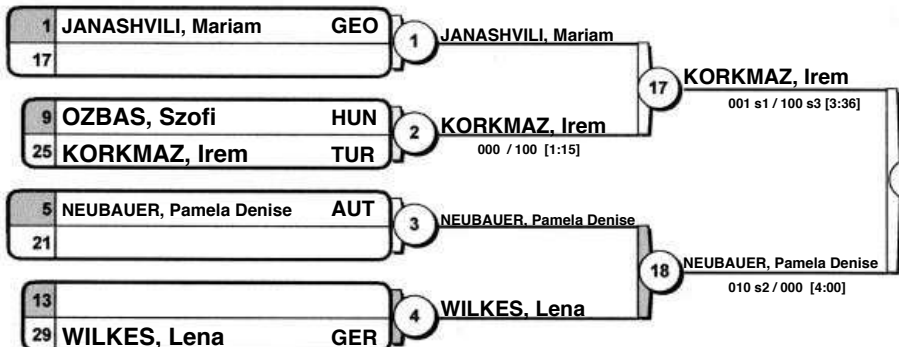 1 JANASHVILI, Mariam GEO
17
1 JANASHVILI, Mariam
17 KORKMAZ, Irem
001 s1 / 100 s3 [3:36]
9 OZBAS, Szofi HUN
25 KORKMAZ, Irem TUR
2 KORKMAZ, Irem
000 / 100 [1:15]
5 NEUBAUER, Pamela Denise AUT
21
3 NEUBAUER, Pamela Denise
18 NEUBAUER, Pamela Denise
010 s2 / 000 [4:00]
13
29 WILKES, Lena GER
4 WILKES, Lena